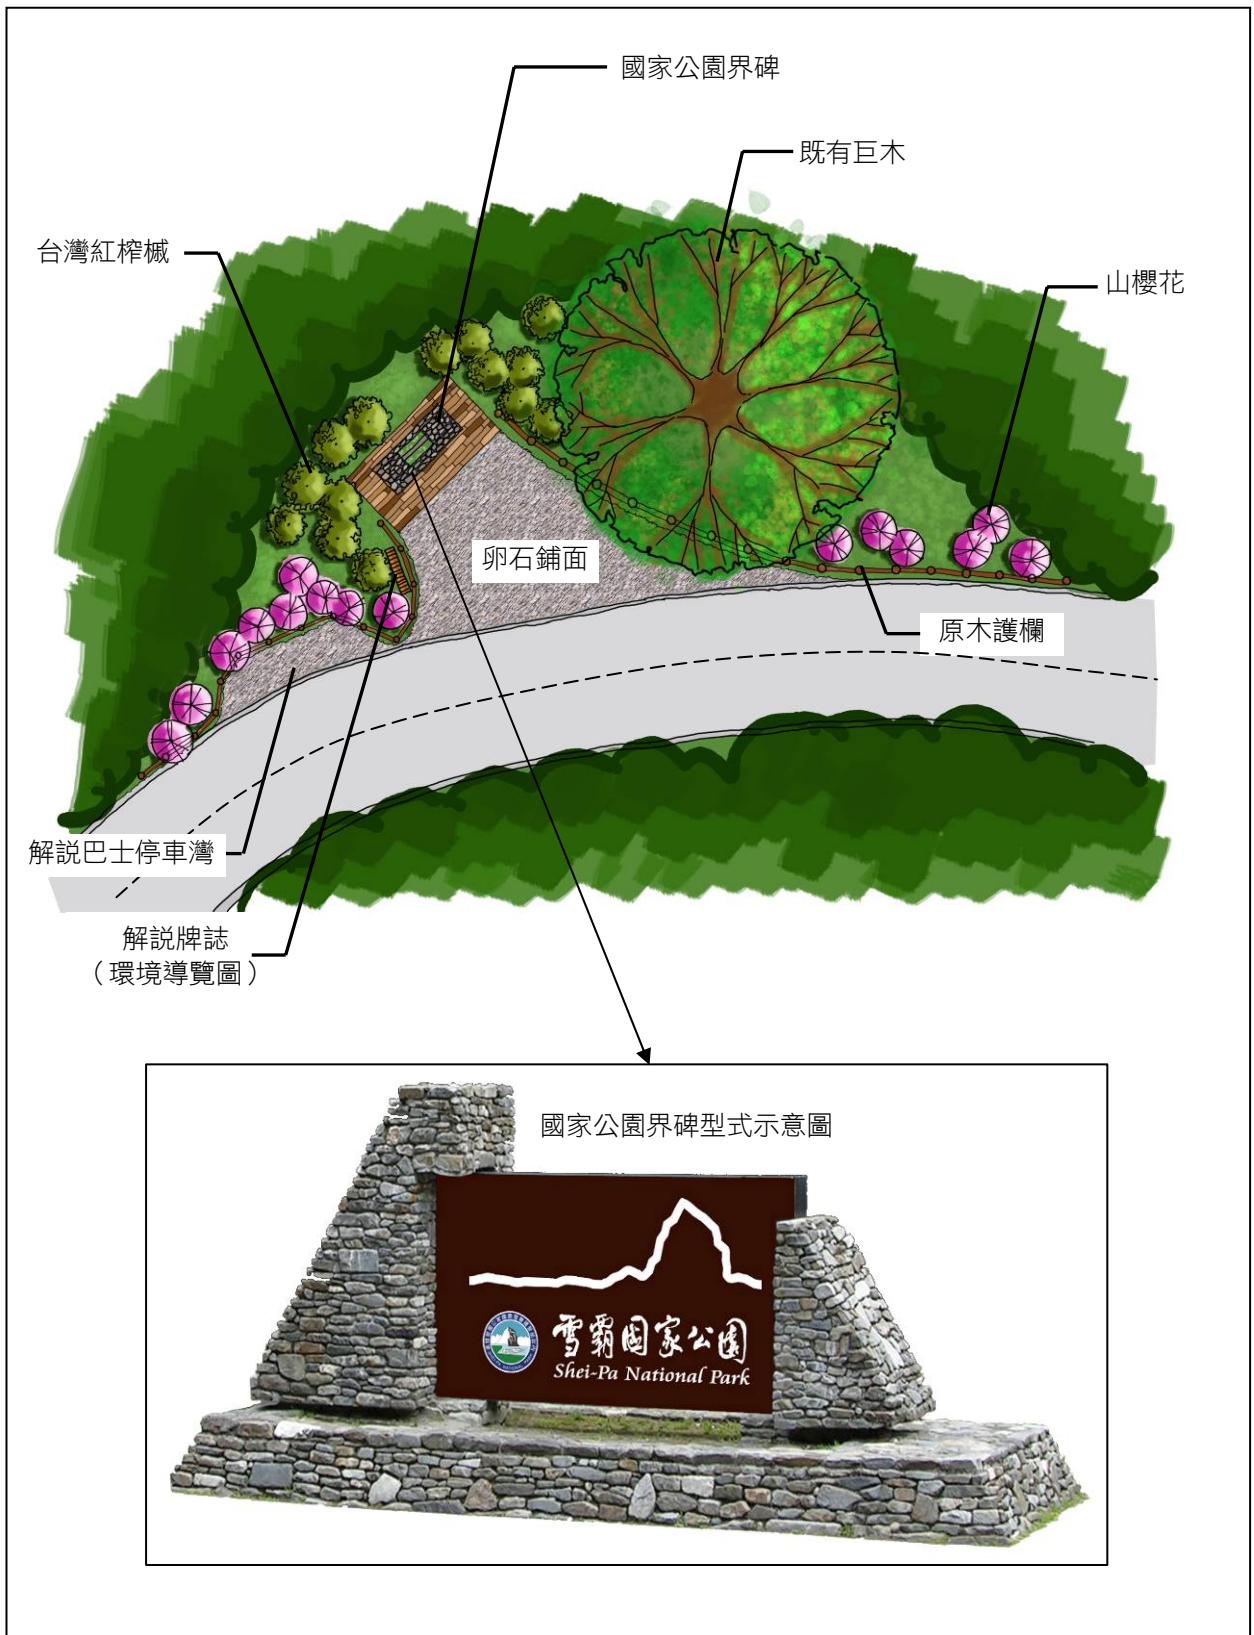 國家公園界碑
既有巨木
台灣紅榨槭
山櫻花
卵石鋪面
原木護欄
解説巴士停車灣
解説牌誌
（環境導覽圖）
國家公園界碑型式示意圖
雪霸国家公園
Shei-Pa National Park